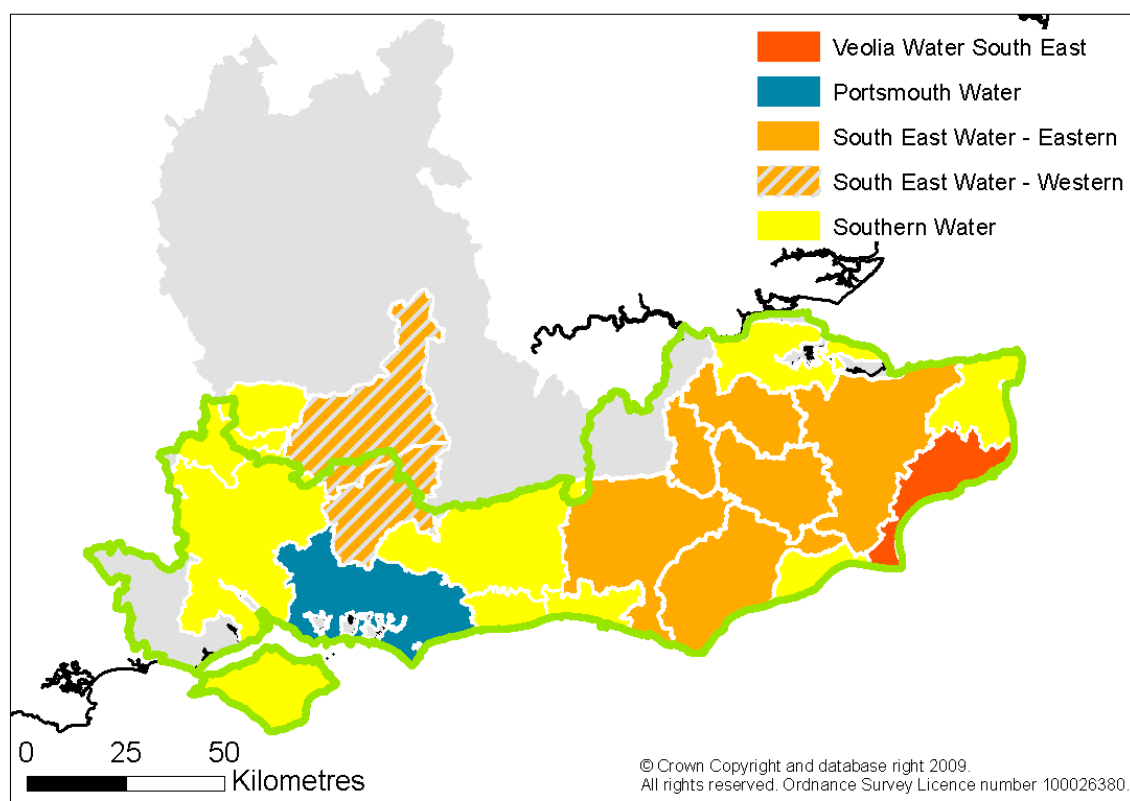 Veolia Water South East
Portsmouth Water
South East Water - Eastern
South East Water - Western
Southern Water
0 25 50
Kilometres
© Crown Copyright and database right 2009.
All rights reserved. Ordnance Survey Licence number 100026380.